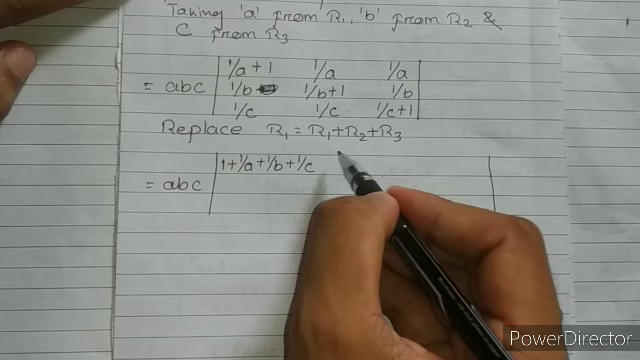 Taking 'a' from R₁, 'b' from R₂ &
C from R₃
= abc | 1/a + 1 1/a 1/a |
| 1/b 1/b+1 1/b |
| 1/c 1/c 1/c+1 |
Replace R₁ = R₁+R₂+R₃
= abc | 1+1/a+1/b+1/c |
PowerDirector